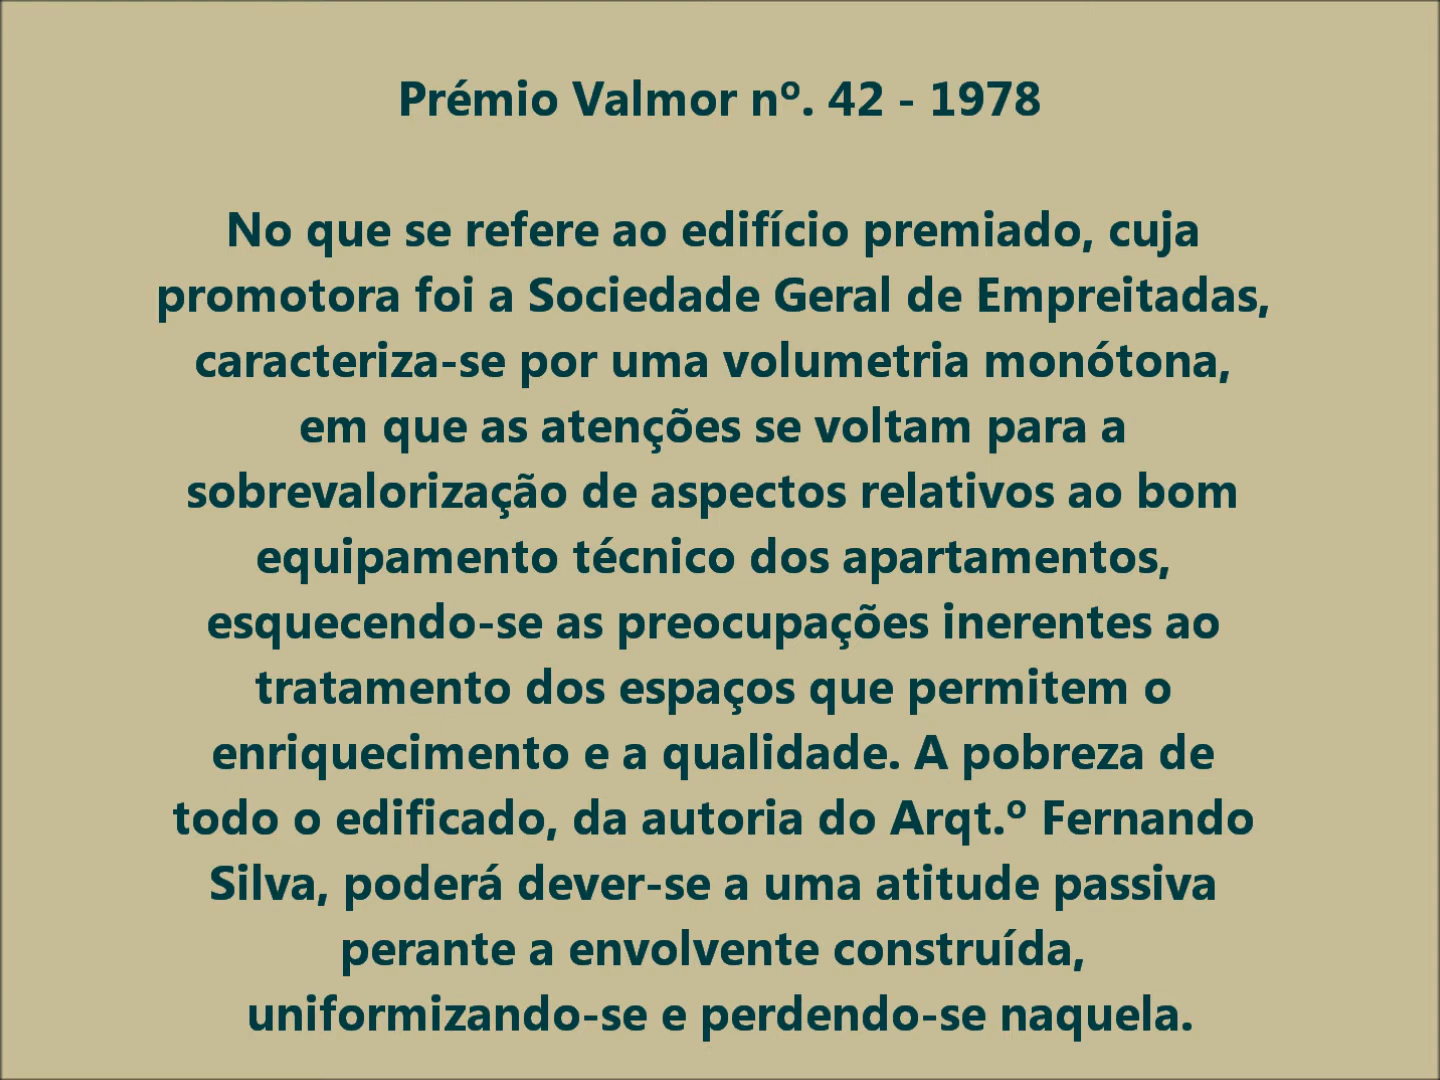 Prémio Valmor nº. 42 - 1978
No que se refere ao edifício premiado, cuja
promotora foi a Sociedade Geral de Empreitadas,
caracteriza-se por uma volumetria monótona,
em que as atenções se voltam para a
sobrevalorização de aspectos relativos ao bom
equipamento técnico dos apartamentos,
esquecendo-se as preocupações inerentes ao
tratamento dos espaços que permitem o
enriquecimento e a qualidade. A pobreza de
todo o edificado, da autoria do Arqt.º Fernando
Silva, poderá dever-se a uma atitude passiva
perante a envolvente construída,
uniformizando-se e perdendo-se naquela.